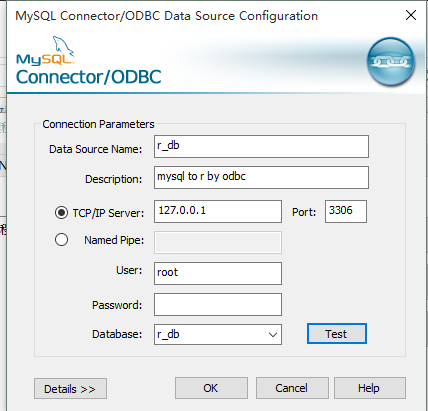 MySQL Connector/ODBC Data Source Configuration
MySQL
Connector/ODBC
Connection Parameters
Data Source Name: r_db
Description: mysql to r by odbc
TCP/IP Server: 127.0.0.1 Port: 3306
Named Pipe:
User: root
Password:
Database: r_db Test
Details >> OK Cancel Help